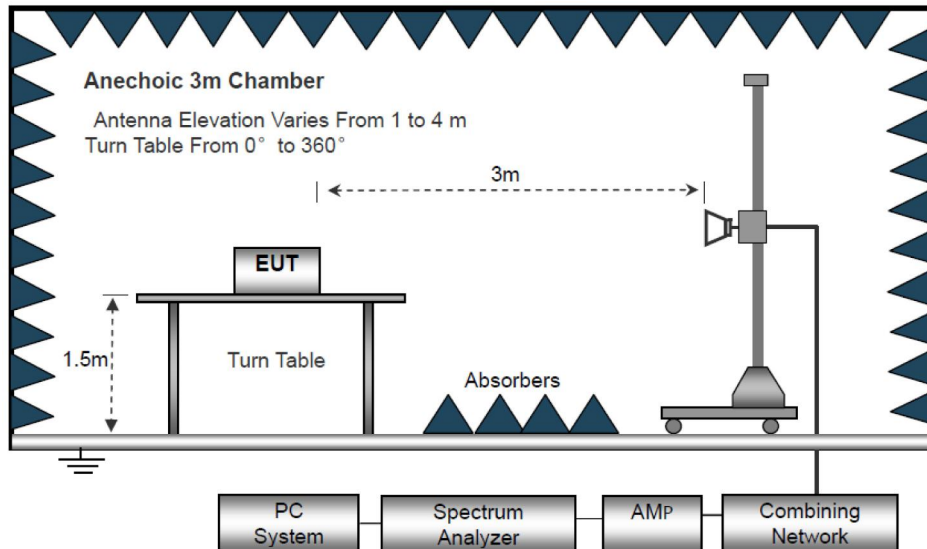 Anechoic 3m Chamber
Antenna Elevation Varies From 1 to 4 m
Turn Table From 0° to 360°
3m
EUT
1.5m
Turn Table
Absorbers
PC
System
Spectrum
Analyzer
AMP
Combining
Network